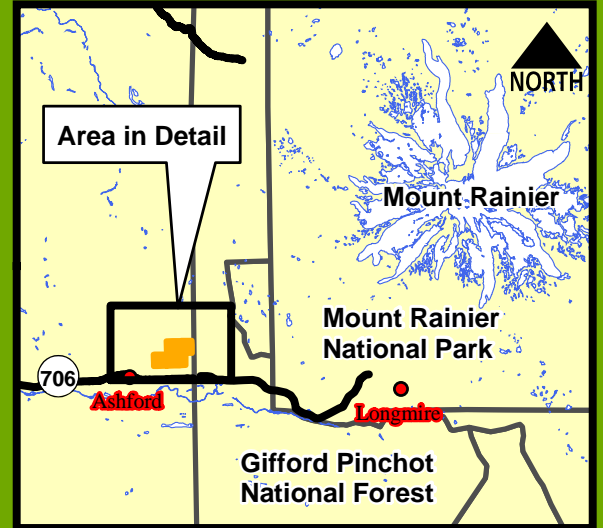 NORTH
Area in Detail
Mount Rainier
Mount Rainier
National Park
706
Ashford
Longmire
Gifford Pinchot
National Forest